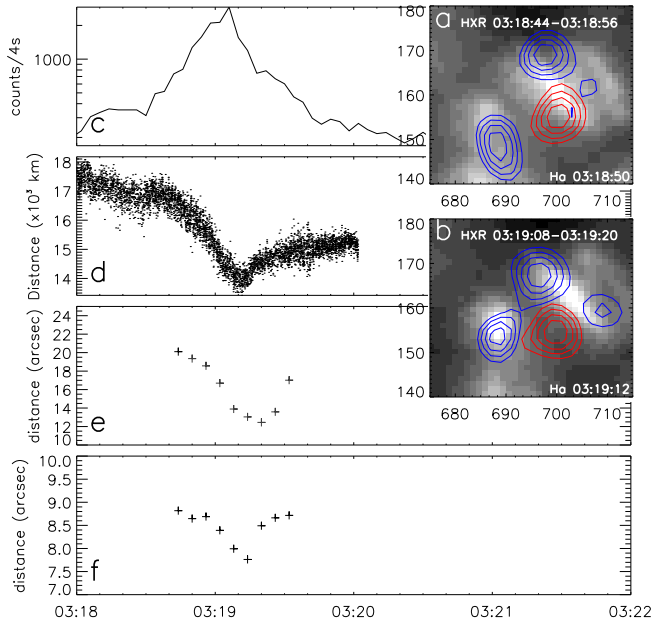 counts/4s
1000
c
180
170
160
150
140
a
HXR 03:18:44−03:18:56
Ha 03:18:50
680 690 700 710
Distance (x10³ km)
18
17
16
15
14
d
180
170
160
150
140
b
HXR 03:19:08−03:19:20
Ha 03:19:12
680 690 700 710
distance (arcsec)
24
22
20
18
16
14
12
10
e
distance (arcsec)
10.0
9.5
9.0
8.5
8.0
7.5
7.0
f
03:18 03:19 03:20 03:21 03:22